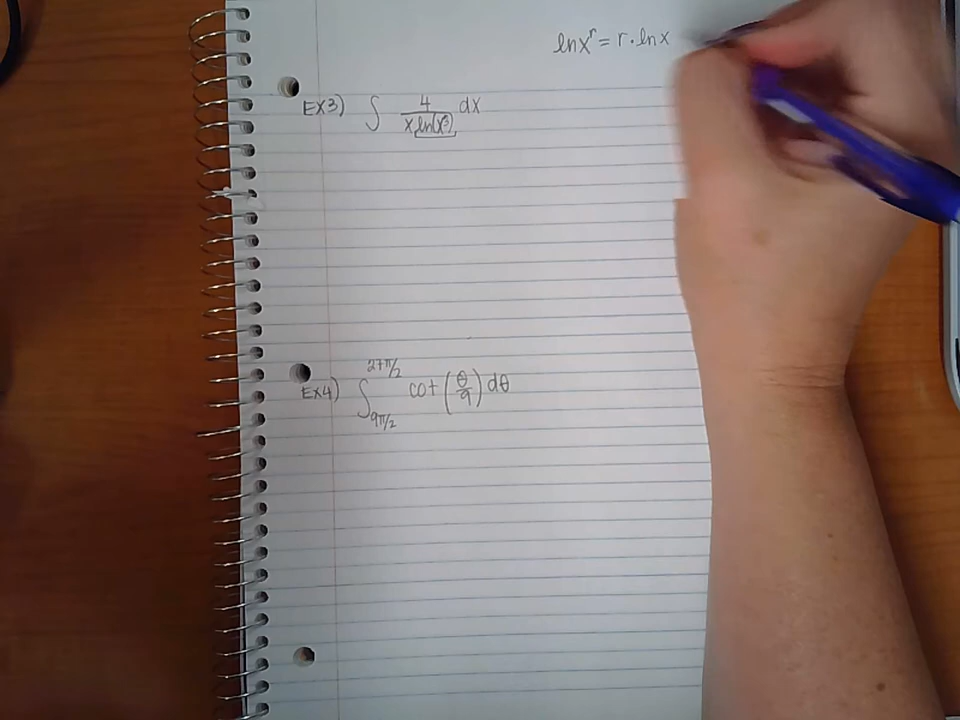 ln x^r = r · ln x
Ex3) ∫ 4/(x ln(x³)) dx
Ex4) ∫_{9π/2}^{27π/2} cot(θ/9) dθ